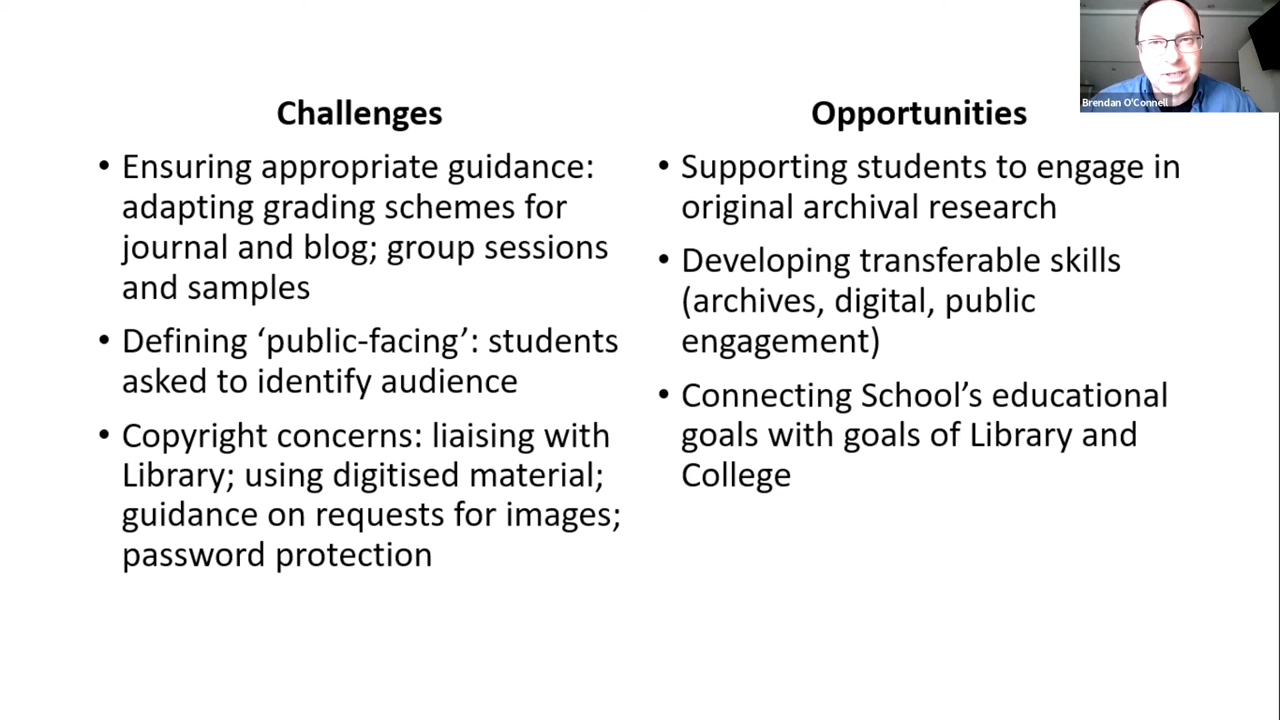 Challenges
• Ensuring appropriate guidance:
adapting grading schemes for
journal and blog; group sessions
and samples
• Defining ‘public-facing’: students
asked to identify audience
• Copyright concerns: liaising with
Library; using digitised material;
guidance on requests for images;
password protection
Opportunities
• Supporting students to engage in
original archival research
• Developing transferable skills
(archives, digital, public
engagement)
• Connecting School’s educational
goals with goals of Library and
College
Brendan O'Connell